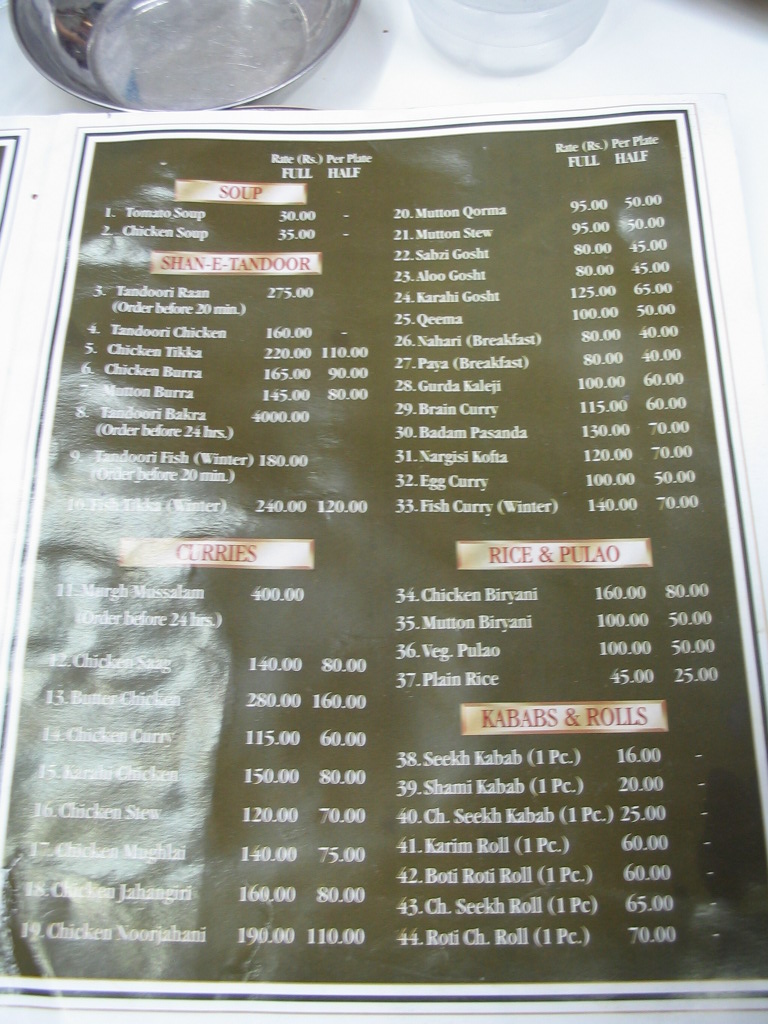 Rate (Rs.) Per Plate
FULL HALF
SOUP
1. Tomato Soup 30.00 -
2. Chicken Soup 35.00 -
SHAN-E-TANDOOR
3. Tandoori Raan 275.00
(Order before 20 min.)
4. Tandoori Chicken 160.00 -
5. Chicken Tikka 220.00 110.00
6. Chicken Burra 165.00 90.00
7. Mutton Burra 145.00 80.00
8. Tandoori Bakra 4000.00
(Order before 24 hrs.)
9. Tandoori Fish (Winter) 180.00
(Order before 20 min.)
10. Fish Tikka (Winter) 240.00 120.00
CURRIES
11. Murgh Mussalam 400.00
(Order before 24 hrs.)
12. Chicken Saag 140.00 80.00
13. Butter Chicken 280.00 160.00
14. Chicken Curry 115.00 60.00
15. Karahi Chicken 150.00 80.00
16. Chicken Stew 120.00 70.00
17. Chicken Mughlai 140.00 75.00
18. Chicken Jahangiri 160.00 80.00
19. Chicken Noorjahani 190.00 110.00
Rate (Rs.) Per Plate
FULL HALF
20. Mutton Qorma 95.00 50.00
21. Mutton Stew 95.00 50.00
22. Sabzi Gosht 80.00 45.00
23. Aloo Gosht 80.00 45.00
24. Karahi Gosht 125.00 65.00
25. Qeema 100.00 50.00
26. Nahari (Breakfast) 80.00 40.00
27. Paya (Breakfast) 80.00 40.00
28. Gurda Kaleji 100.00 60.00
29. Brain Curry 115.00 60.00
30. Badam Pasanda 130.00 70.00
31. Nargisi Kofta 120.00 70.00
32. Egg Curry 100.00 50.00
33. Fish Curry (Winter) 140.00 70.00
RICE & PULAO
34. Chicken Biryani 160.00 80.00
35. Mutton Biryani 100.00 50.00
36. Veg. Pulao 100.00 50.00
37. Plain Rice 45.00 25.00
KABABS & ROLLS
38. Seekh Kabab (1 Pc.) 16.00 -
39. Shami Kabab (1 Pc.) 20.00 -
40. Ch. Seekh Kabab (1 Pc.) 25.00 -
41. Karim Roll (1 Pc.) 60.00 -
42. Boti Roti Roll (1 Pc.) 60.00 -
43. Ch. Seekh Roll (1 Pc) 65.00 -
44. Roti Ch. Roll (1 Pc.) 70.00 -